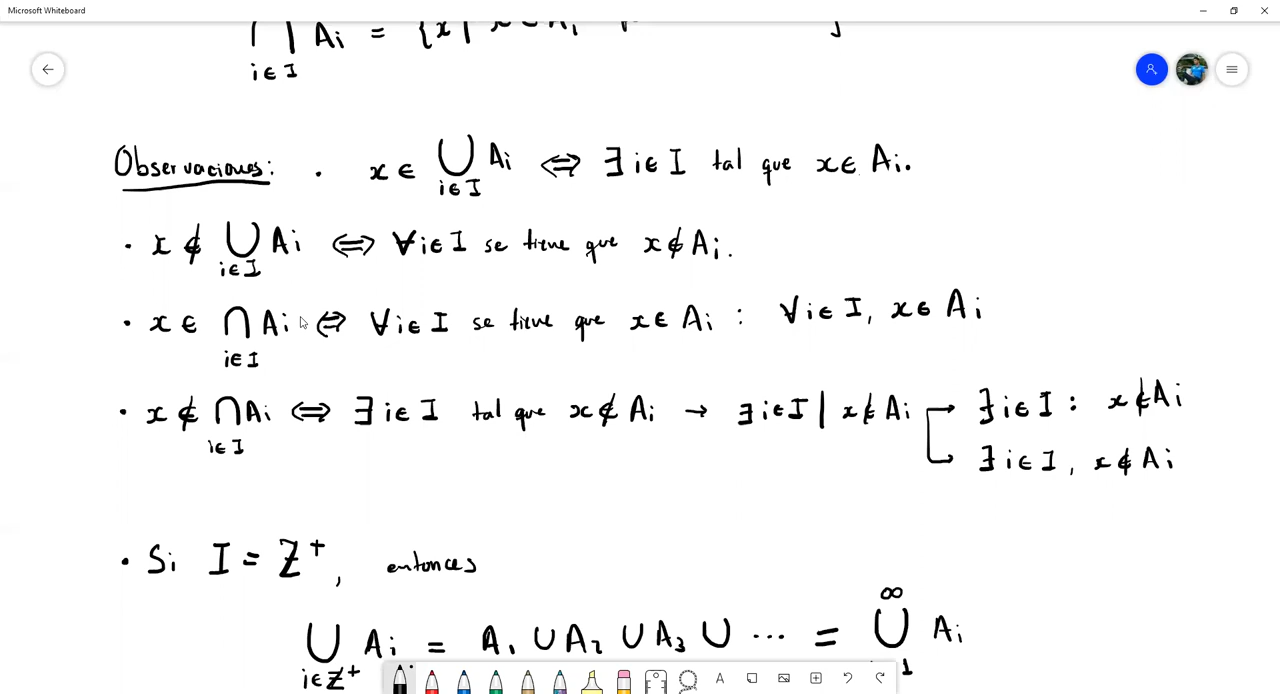 Microsoft Whiteboard
⋂ Aᵢ = {x | x ∈ Aᵢ
i∈I
Observaciones: · x ∈ ⋃ Aᵢ ⟺ ∃ i∈I tal que x∈ Aᵢ.
i∈I
· x ∉ ⋃ Aᵢ ⟺ ∀i∈I se tiene que x∉Aᵢ.
i∈I
· x ∈ ⋂ Aᵢ ⟺ ∀i∈I se tiene que x∈ Aᵢ : ∀i∈I, x∈ Aᵢ
i∈I
· x ∉ ⋂Aᵢ ⟺ ∃ i∈I tal que x∉ Aᵢ → ∃ i∈I | x∉Aᵢ → ∃ i∈I : x∉Aᵢ
i∈I
↳ ∃ i∈I, x∉Aᵢ
· Si I = Z⁺, entonces
∞
⋃ Aᵢ = A₁ ∪ A₂ ∪ A₃ ∪ ... = ⋃ Aᵢ
i∈Z⁺